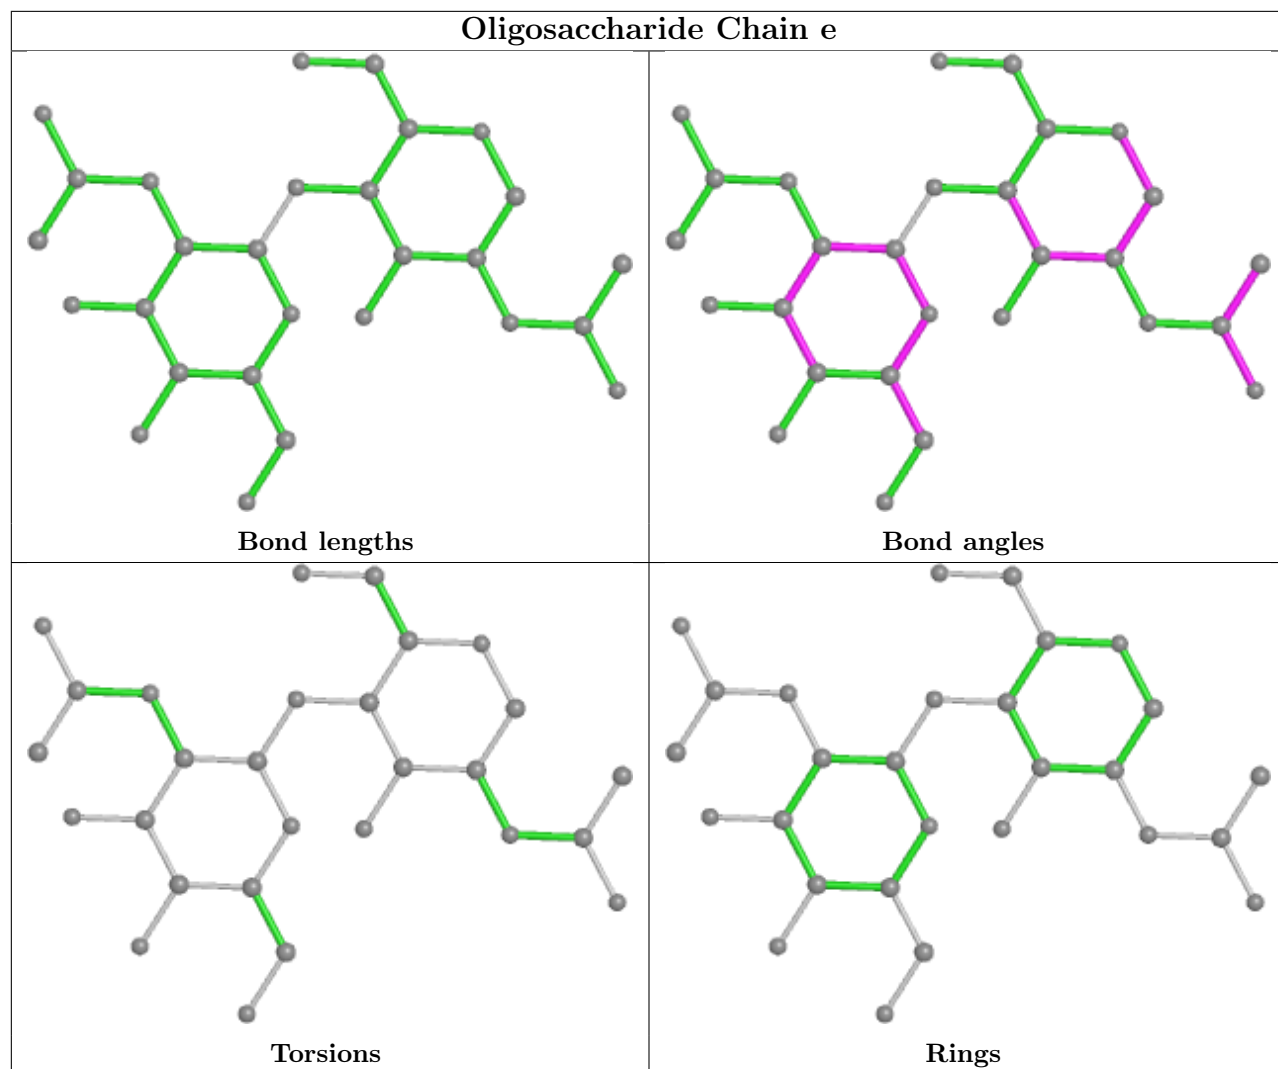 Oligosaccharide Chain e
Bond lengths
Bond angles
Torsions
Rings